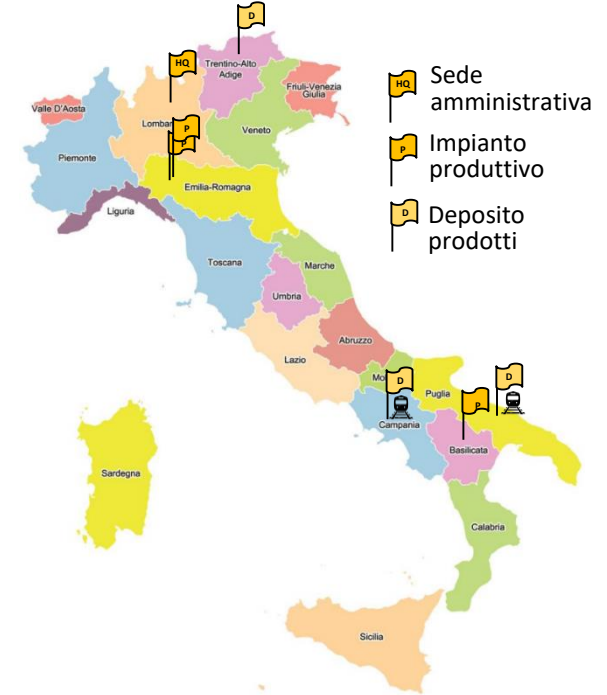 D
HQ
Trentino-Alto
Adige
Friuli-Venezia
Giulia
HQ
Sede
amministrativa
Valle D'Aosta
P
P
Veneto
P
Impianto
produttivo
Piemonte
Emilia-Romagna
Liguria
D
Deposito
prodotti
Toscana
Marche
Umbria
Abruzzo
Lazio
D
D
Puglia
P
Campania
Basilicata
Sardegna
Calabria
Sicilia